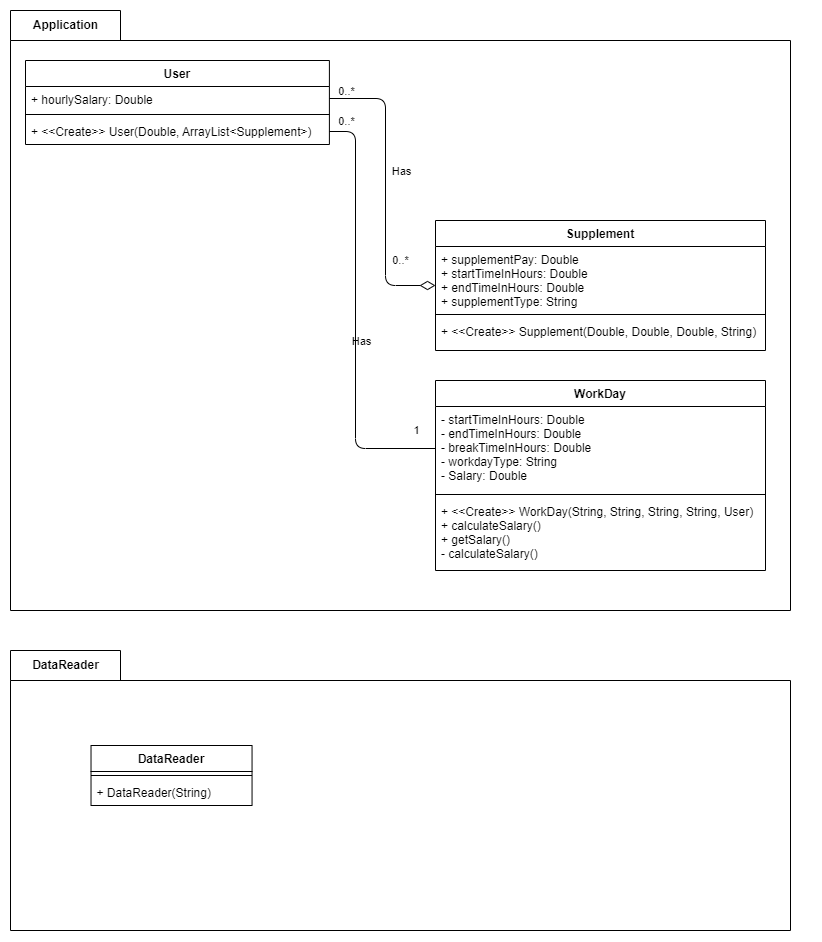 Application
User
+ hourlySalary: Double
+ <<Create>> User(Double, ArrayList<Supplement>)
0..*
0..*
Has
0..*
Supplement
+ supplementPay: Double
+ startTimeInHours: Double
+ endTimeInHours: Double
+ supplementType: String
+ <<Create>> Supplement(Double, Double, Double, String)
Has
1
WorkDay
- startTimeInHours: Double
- endTimeInHours: Double
- breakTimeInHours: Double
- workdayType: String
- Salary: Double
+ <<Create>> WorkDay(String, String, String, String, User)
+ calculateSalary()
+ getSalary()
- calculateSalary()
DataReader
DataReader
+ DataReader(String)